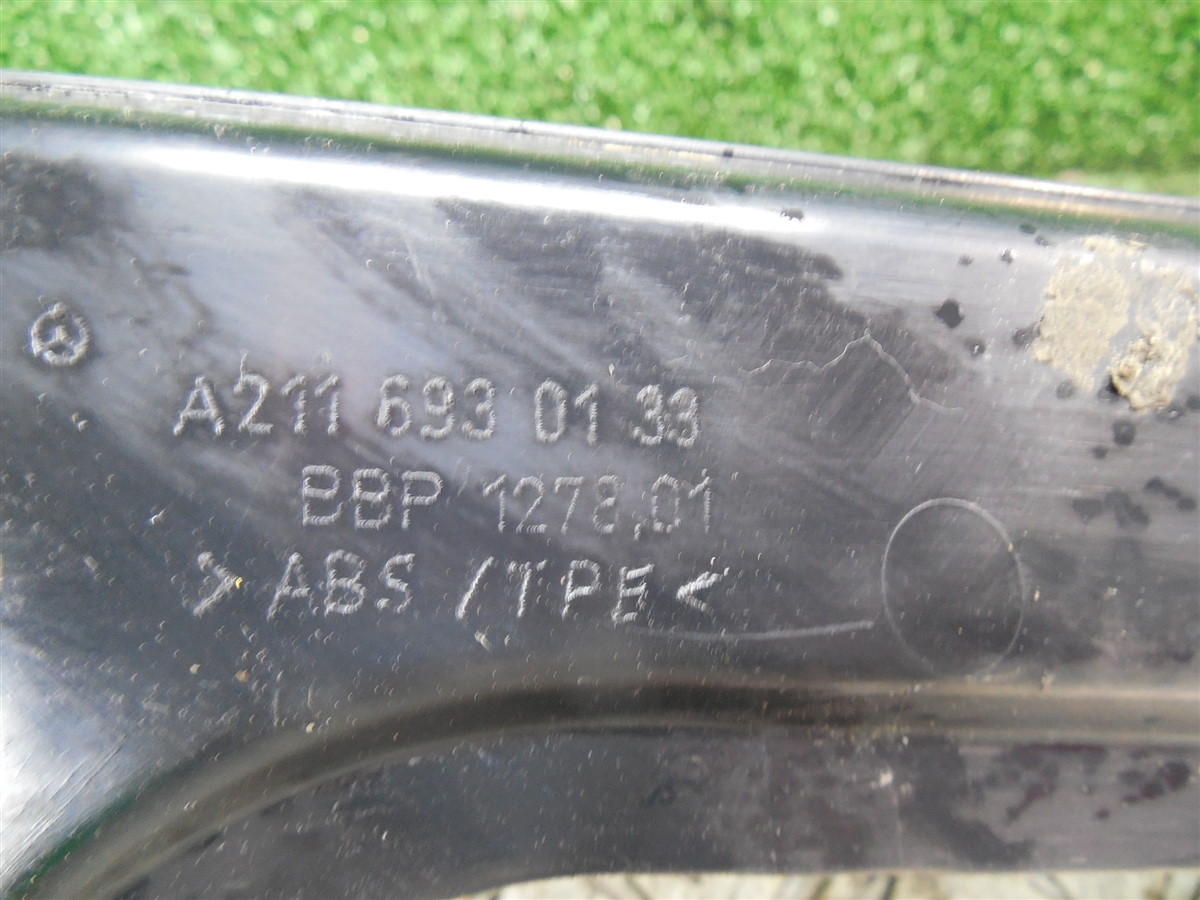 A211 693 01 33
BBP 1278,01
>ABS /TPE<